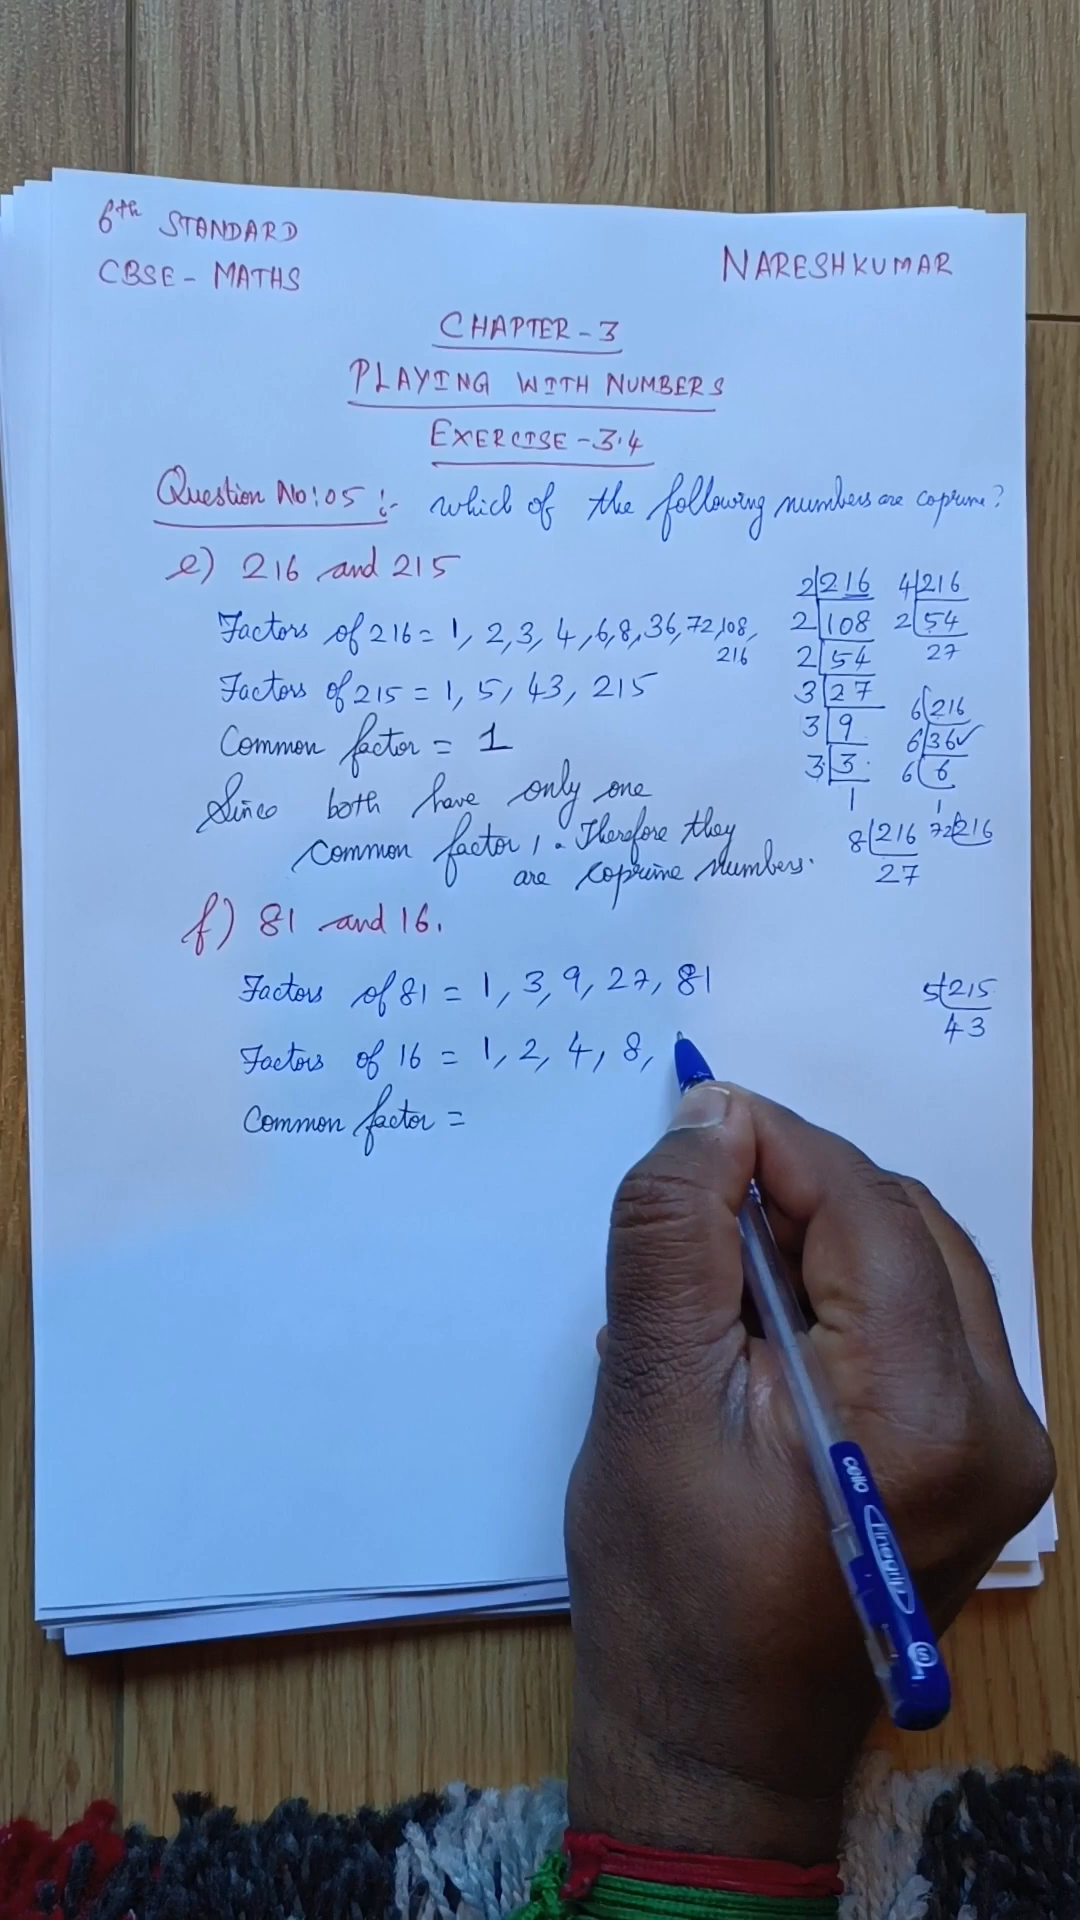 6th STANDARD
CBSE - MATHS
NARESHKUMAR
CHAPTER - 3
PLAYING WITH NUMBERS
EXERCISE - 3.4
Question No: 05 :- which of the following numbers are coprime?
e) 216 and 215
Factors of 216 = 1, 2, 3, 4, 6, 8, 36, 72, 108,
216
Factors of 215 = 1, 5, 43, 215
Common factor = 1
Since both have only one
common factor 1. Therefore they
are coprime numbers.
2|216
2|108
2|54
3|27
3|9
3|3
1
4|216
2|54
27
6|216
6|36✓
6|6
1
8|216
27
72|216
f) 81 and 16.
Factors of 81 = 1, 3, 9, 27, 81
Factors of 16 = 1, 2, 4, 8,
Common factor =
5|215
43
cello
Finegrip